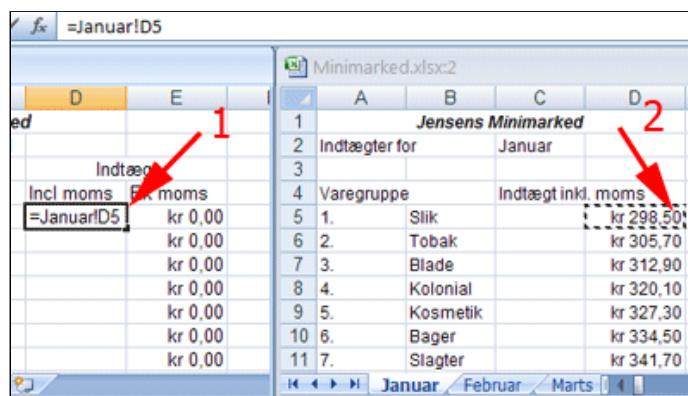 fx =Januar!D5
Minimarked.xlsx:2
D E
A B C D
ed
1
2
1 Jensens Minimarked
2 Indtægter for Januar
Indtæg
3
Incl moms Ex moms
4 Varegruppe Indtægt inkl. moms
=Januar!D5 kr 0,00
5 1. Slik kr 298,50
kr 0,00
6 2. Tobak kr 305,70
kr 0,00
7 3. Blade kr 312,90
kr 0,00
8 4. Kolonial kr 320,10
kr 0,00
9 5. Kosmetik kr 327,30
kr 0,00
10 6. Bager kr 334,50
kr 0,00
11 7. Slagter kr 341,70
Januar Februar Marts